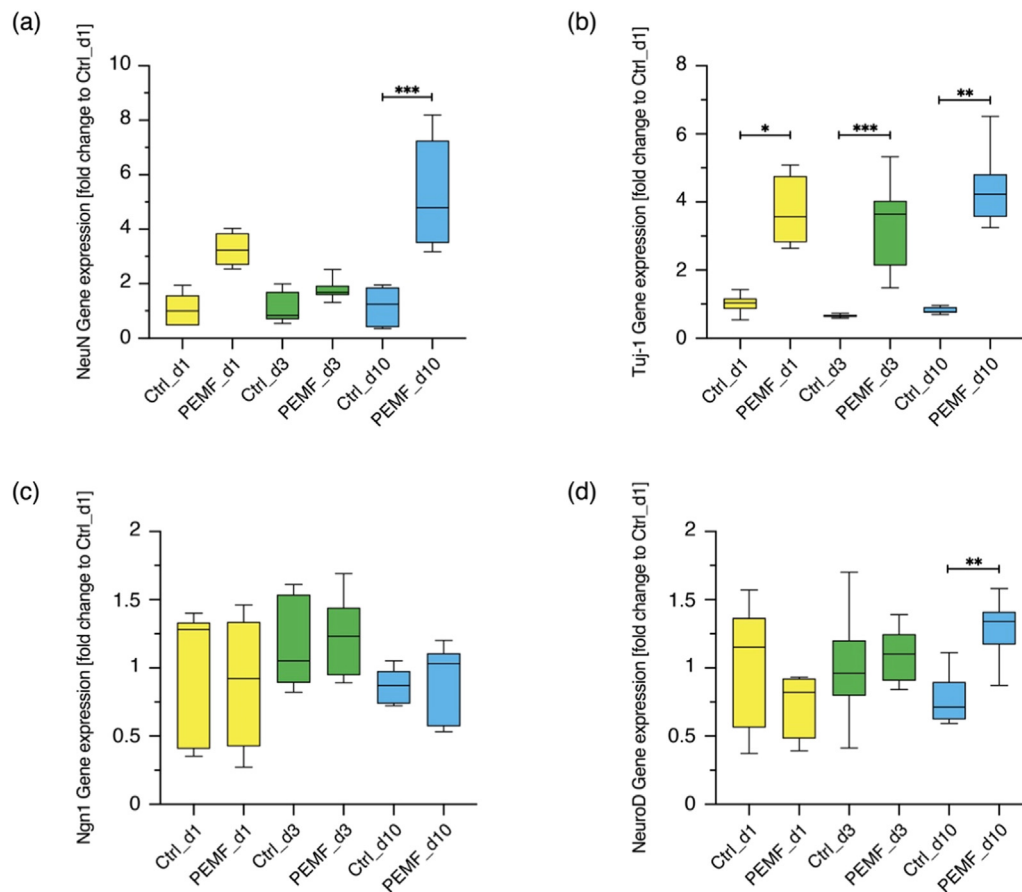 (a)
NeuN Gene expression [fold change to Ctrl_d1]
10
8
6
4
2
0
***
Ctrl_d1
PEMF_d1
Ctrl_d3
PEMF_d3
Ctrl_d10
PEMF_d10
(b)
Tuj-1 Gene expression [fold change to Ctrl_d1]
8
6
4
2
0
*
***
**
Ctrl_d1
PEMF_d1
Ctrl_d3
PEMF_d3
Ctrl_d10
PEMF_d10
(c)
Ngn1 Gene expression [fold change to Ctrl_d1]
2
1.5
1
0.5
0
Ctrl_d1
PEMF_d1
Ctrl_d3
PEMF_d3
Ctrl_d10
PEMF_d10
(d)
NeuroD Gene expression [fold change to Ctrl_d1]
2
1.5
1
0.5
0
**
Ctrl_d1
PEMF_d1
Ctrl_d3
PEMF_d3
Ctrl_d10
PEMF_d10